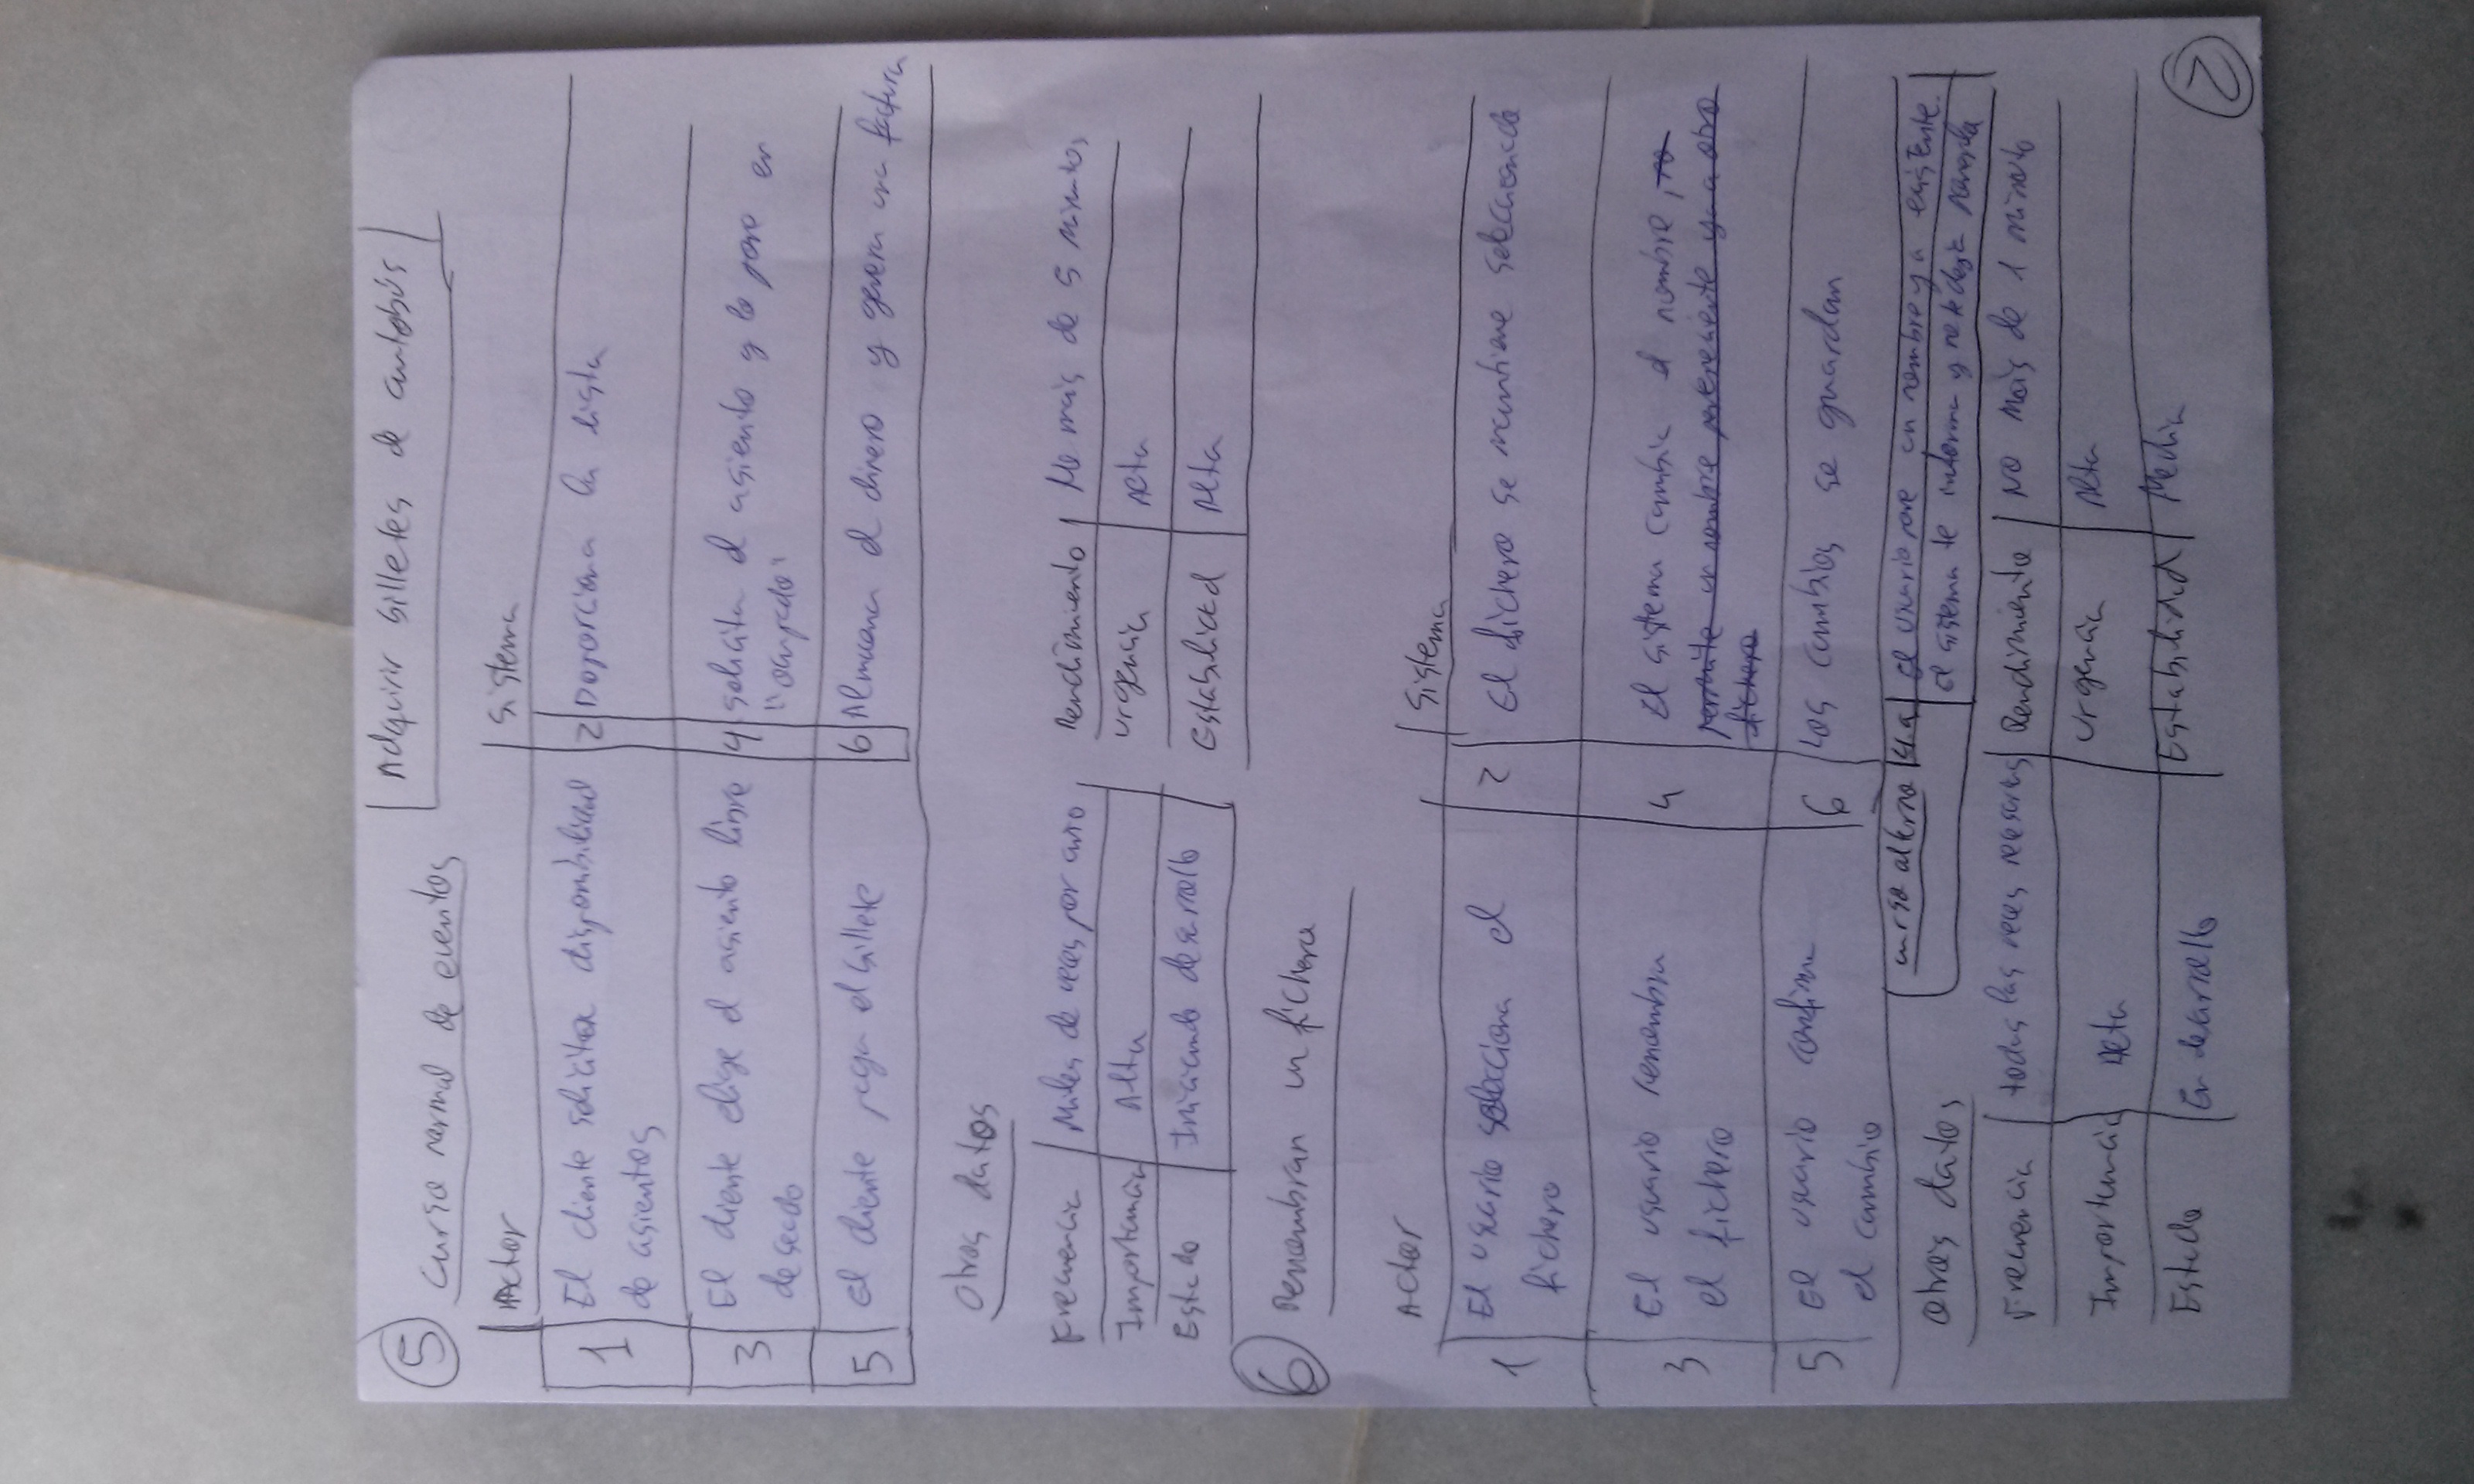 5 Adquirir billetes de autobús
curso normal de eventos
Actor Sistema
1 El cliente solicita disponibilidad 2 Proporciona la lista
de asientos
3 El cliente elige el asiento libre 4 solicita el asiento y lo pone en
deseado "ocupado"
5 El cliente paga el billete 6 Almacena el dinero y genera una factura
Otros datos
Frecuencia Miles de veces por año Rendimiento No más de 5 minutos
Importancia Alta Urgencia Alta
Estado Iniciando desarrollo Estabilidad Alta
6 Renombrar un fichero
Actor Sistema
1 El usuario selecciona el 2 El fichero se mantiene seleccionado
fichero
3 El usuario renombra 4 El sistema cambia el nombre, no
el fichero permite un nombre perteneciente ya a otro
fichero
5 El usuario confirma 6 Los cambios se guardan
el cambio
curso alterno 4.a el usuario pone un nombre ya existente.
otros datos El sistema te informa y no te deja
Frecuencia todas las veces necesarias Rendimiento No más de 1 minuto
Importancia Alta Urgencia Alta
Estado En desarrollo Estabilidad Media
2